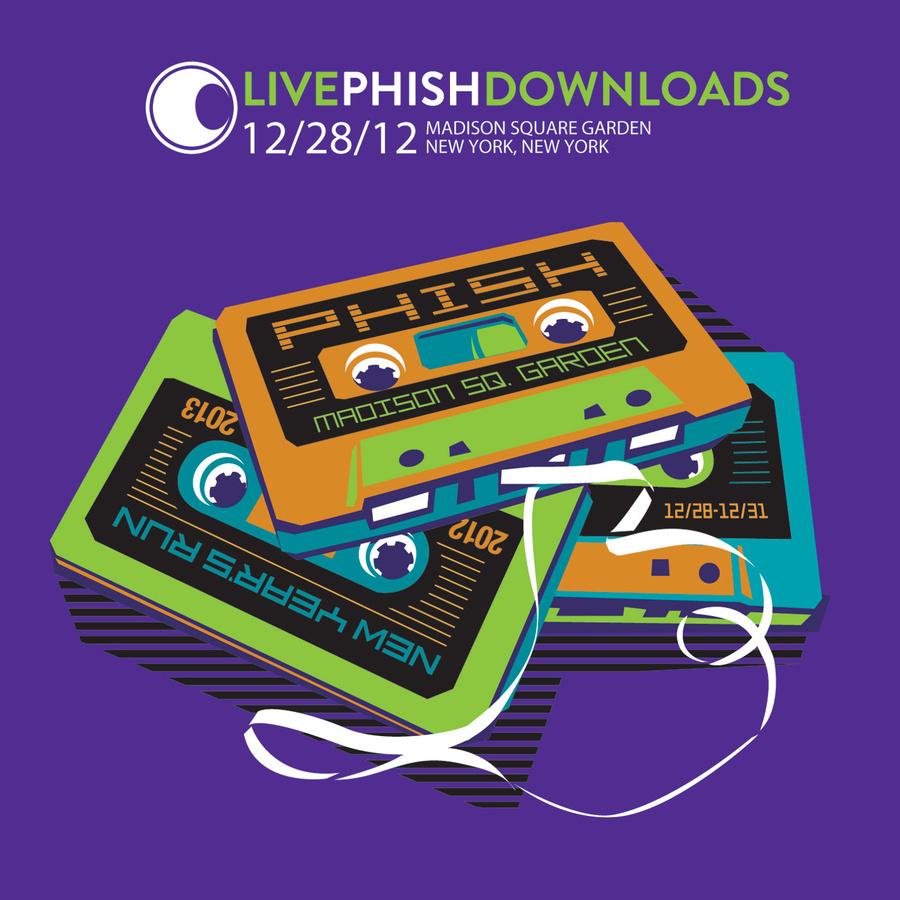 LIVEPHISHDOWNLOADS
12/28/12 MADISON SQUARE GARDEN
NEW YORK, NEW YORK
PHISH
MADISON SQ. GARDEN
12/28-12/31
NEW YEAR'S RUN
2012
2013